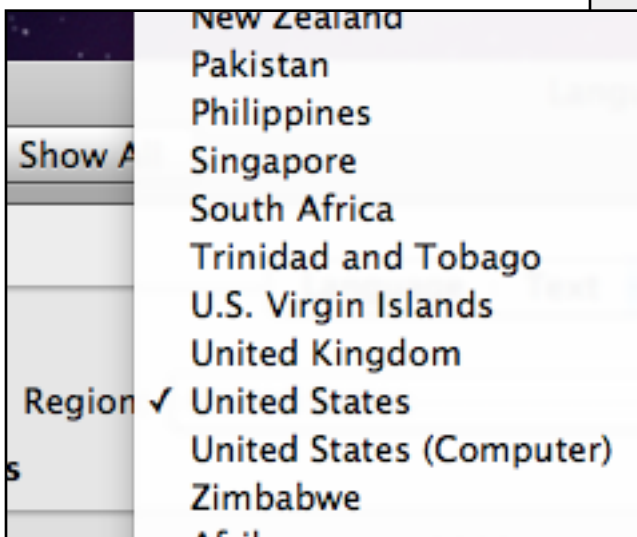 New Zealand
Pakistan
Philippines
Show A
Singapore
South Africa
Trinidad and Tobago
U.S. Virgin Islands
United Kingdom
Region ✓ United States
United States (Computer)
s
Zimbabwe